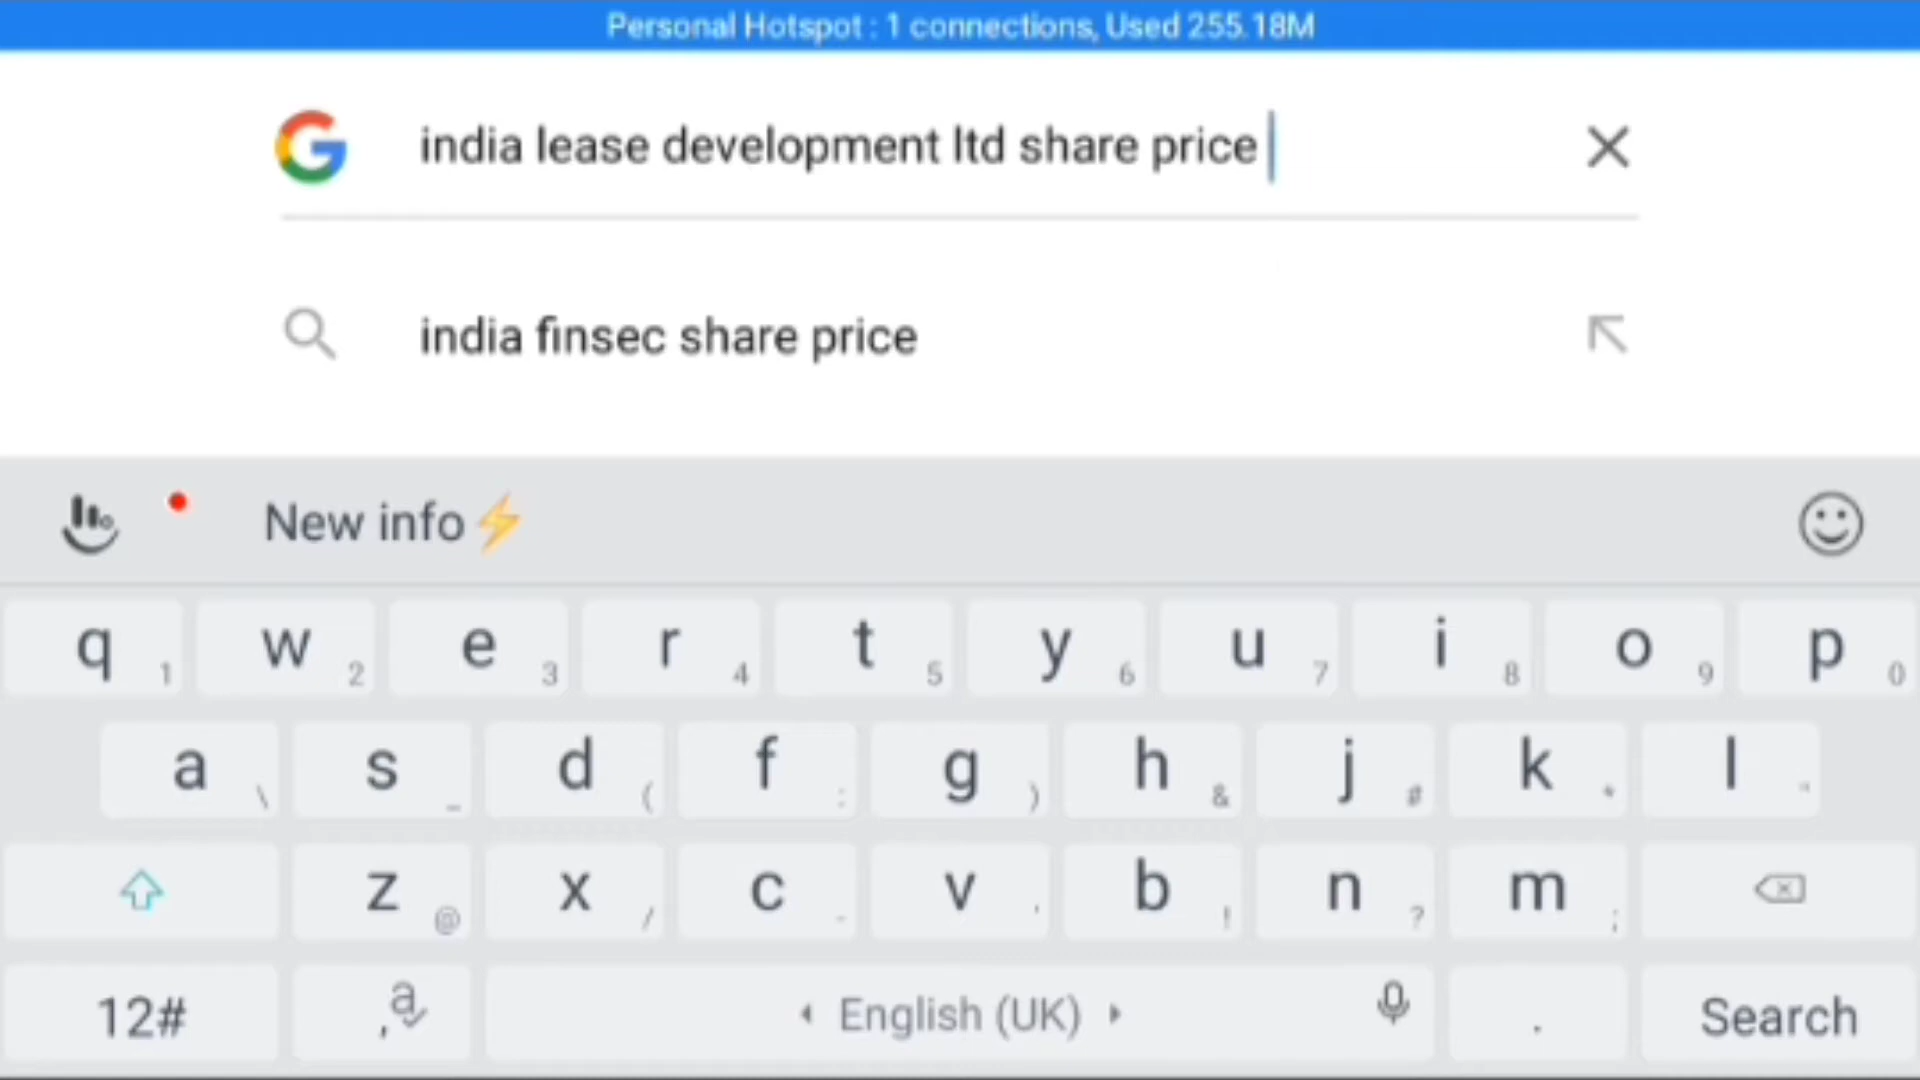 Personal Hotspot : 1 connections, Used 255.18M
india lease development ltd share price
india finsec share price
New info⚡
q 1 w 2 e 3 r 4 t 5 y 6 u 7 i 8 o 9 p 0
a \ s _ d ( f : g ) h & j # k * l "
z @ x / c - v ' b ! n ? m ;
12# , a English (UK) . Search